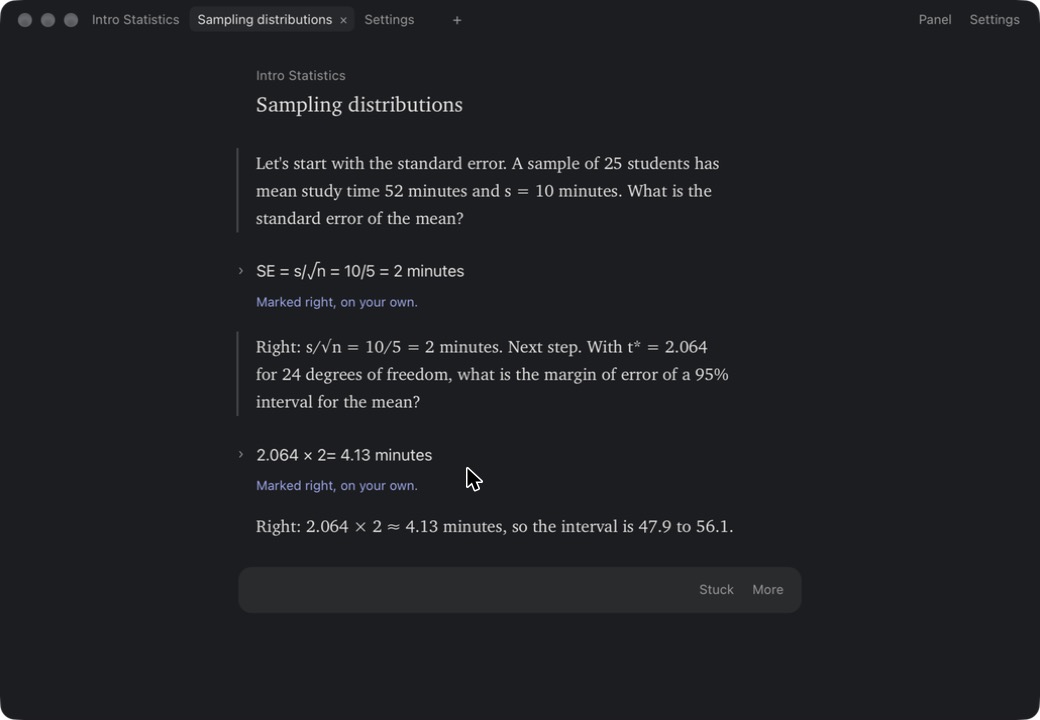 Intro Statistics
Sampling distributions ×
Settings
+
Panel
Settings
Intro Statistics
Sampling distributions
Let's start with the standard error. A sample of 25 students has
mean study time 52 minutes and s = 10 minutes. What is the
standard error of the mean?
› SE = s/√n = 10/5 = 2 minutes
Marked right, on your own.
Right: s/√n = 10/5 = 2 minutes. Next step. With t* = 2.064
for 24 degrees of freedom, what is the margin of error of a 95%
interval for the mean?
› 2.064 × 2= 4.13 minutes
Marked right, on your own.
Right: 2.064 × 2 ≈ 4.13 minutes, so the interval is 47.9 to 56.1.
Stuck
More